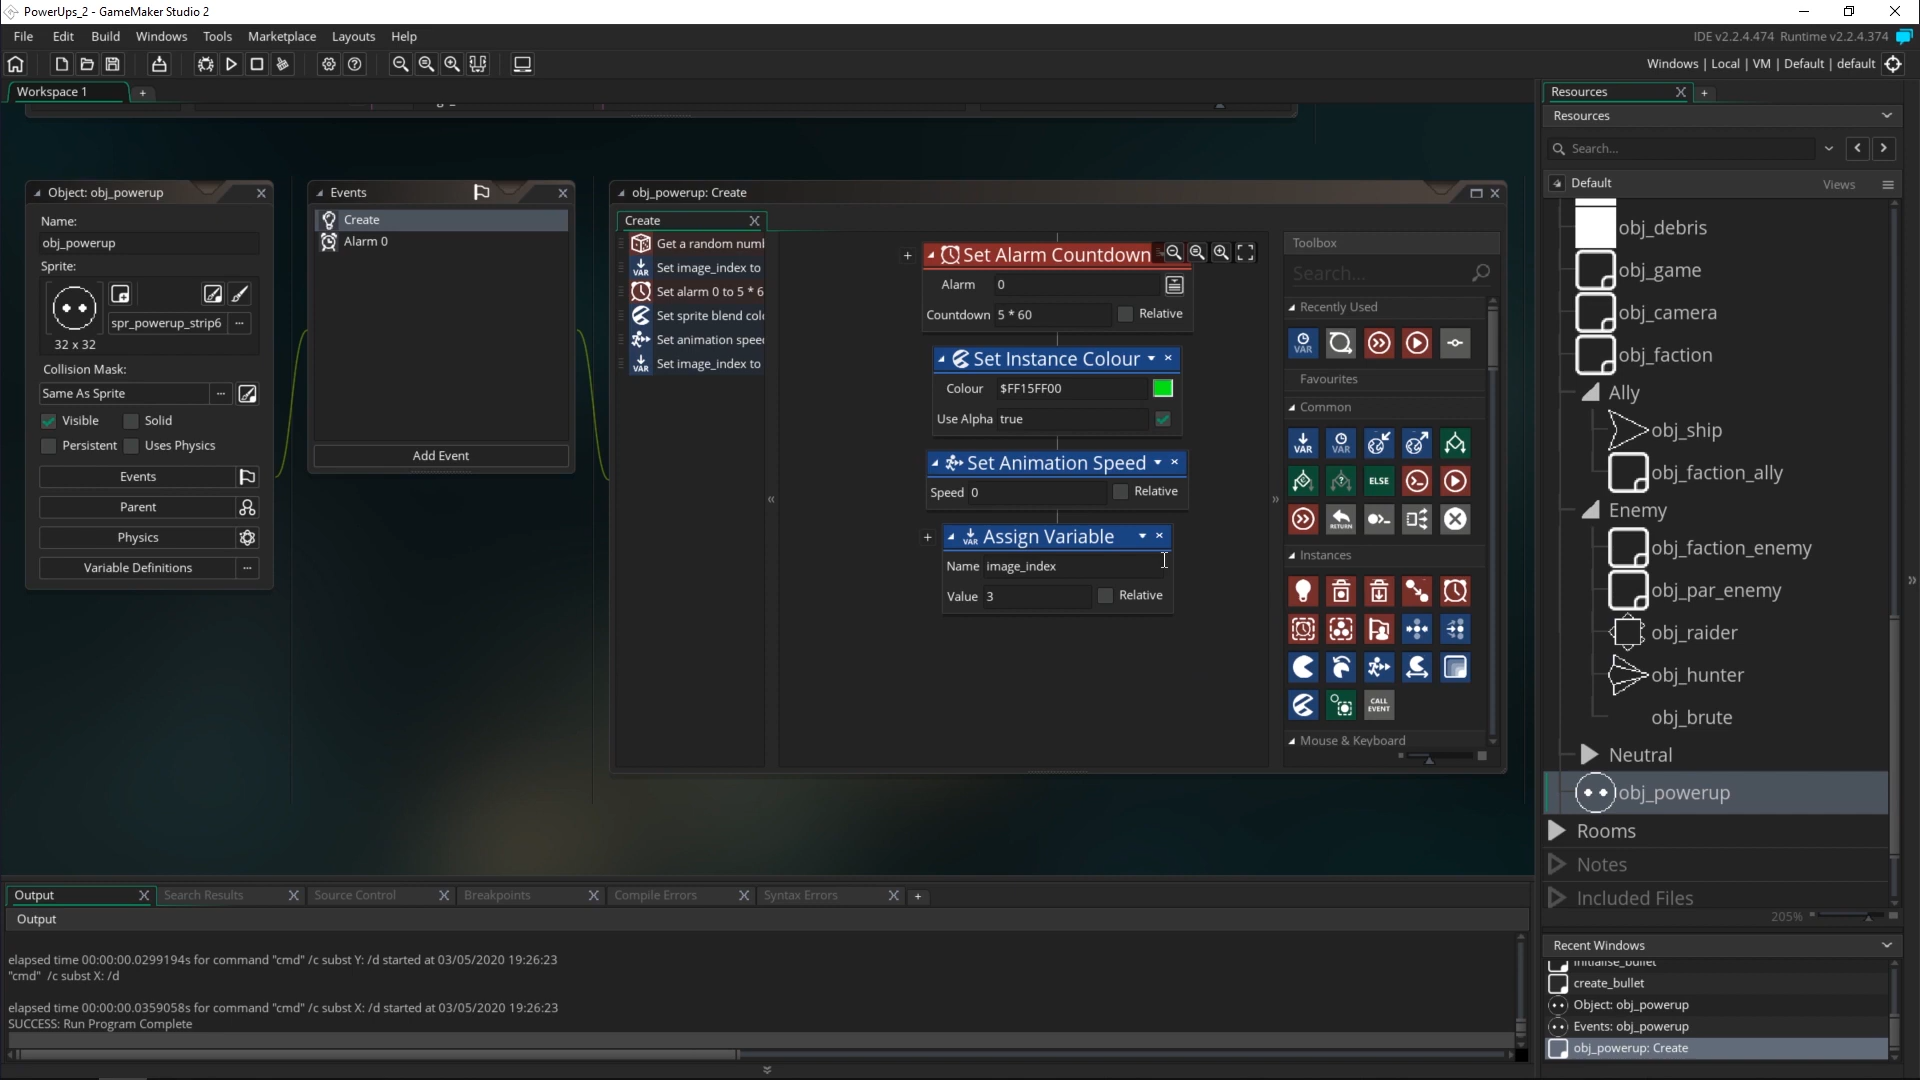 PowerUps_2 - GameMaker Studio 2
File Edit Build Windows Tools Marketplace Layouts Help
IDE v2.2.4.474 Runtime v2.2.4.374
Windows | Local | VM | Default | default
Workspace 1
Object: obj_powerup
Name:
obj_powerup
Sprite:
spr_powerup_strip6
32 x 32
Collision Mask:
Same As Sprite
Visible Solid
Persistent Uses Physics
Events
Parent
Physics
Variable Definitions
Events
Create
Alarm 0
Add Event
obj_powerup: Create
Create
Get a random numb
Set image_index to
Set alarm 0 to 5 * 6
Set sprite blend colo
Set animation speed
Set image_index to
Set Alarm Countdown
Alarm 0
Countdown 5 * 60 Relative
Set Instance Colour
Colour $FF15FF00
Use Alpha true
Set Animation Speed
Speed 0 Relative
Assign Variable
Name image_index
Value 3 Relative
Toolbox
Search...
Recently Used
VAR
Favourites
Common
VAR VAR
ELSE
RETURN
Instances
CALL EVENT
Mouse & Keyboard
Resources
Resources
Search...
Default Views
obj_debris
obj_game
obj_camera
obj_faction
Ally
obj_ship
obj_faction_ally
Enemy
obj_faction_enemy
obj_par_enemy
obj_raider
obj_hunter
obj_brute
Neutral
obj_powerup
Rooms
Notes
Included Files
205%
Recent Windows
initialise_bullet
create_bullet
Object: obj_powerup
Events: obj_powerup
obj_powerup: Create
Output Search Results Source Control Breakpoints Compile Errors Syntax Errors
Output
elapsed time 00:00:00.0299194s for command "cmd" /c subst Y: /d started at 03/05/2020 19:26:23
"cmd" /c subst X: /d
elapsed time 00:00:00.0359058s for command "cmd" /c subst X: /d started at 03/05/2020 19:26:23
SUCCESS: Run Program Complete